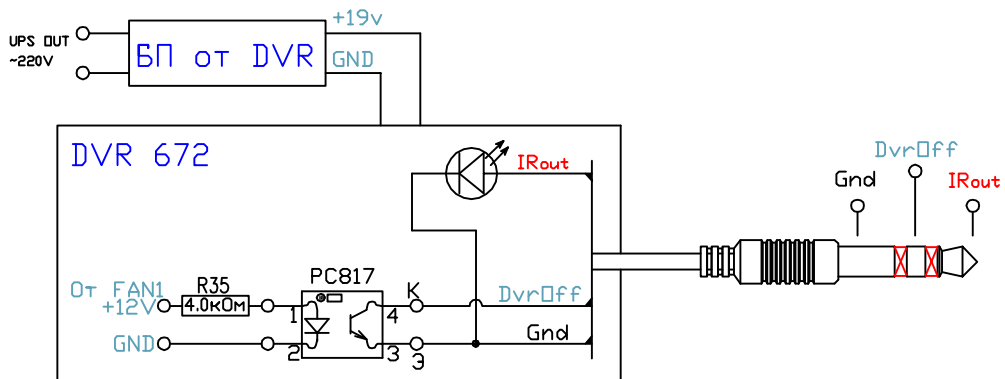 +19v
UPS OUT
~220V
БП от DVR
GND
DVR 672
IRout
DvrOff
Gnd
IRout
От FAN1
+12V
R35
4.0кОм
PC817
1
2
4
3
К
Э
DvrOff
Gnd
GND